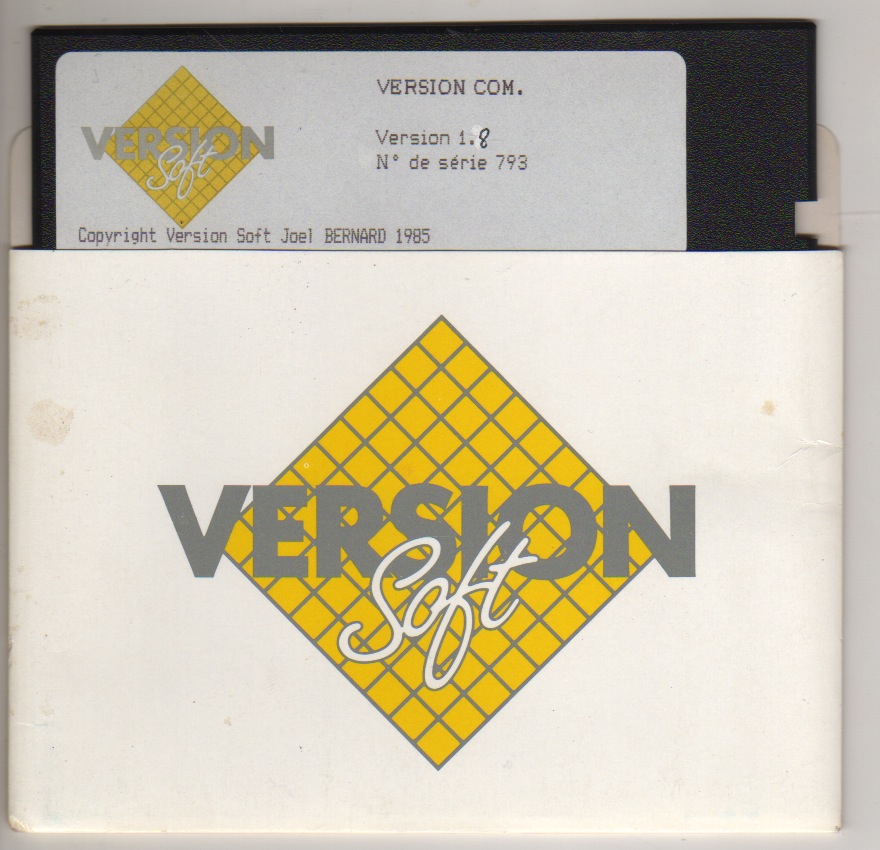 VERSION
Soft
VERSION COM.
Version 1.8
N° de série 793
Copyright Version Soft Joel BERNARD 1985
VERSION
Soft